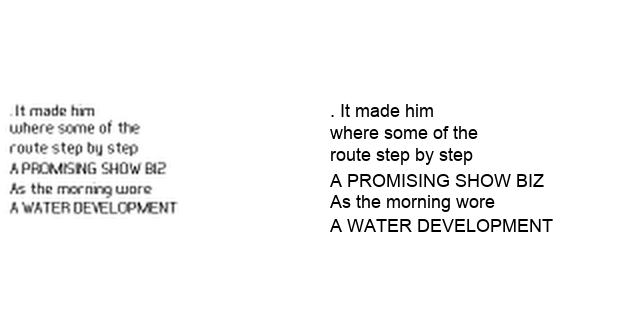 .It made him
where some of the
route step by step
A PROMISING SHOW BIZ
As the morning wore
A WATER DEVELOPMENT
. It made him
where some of the
route step by step
A PROMISING SHOW BIZ
As the morning wore
A WATER DEVELOPMENT